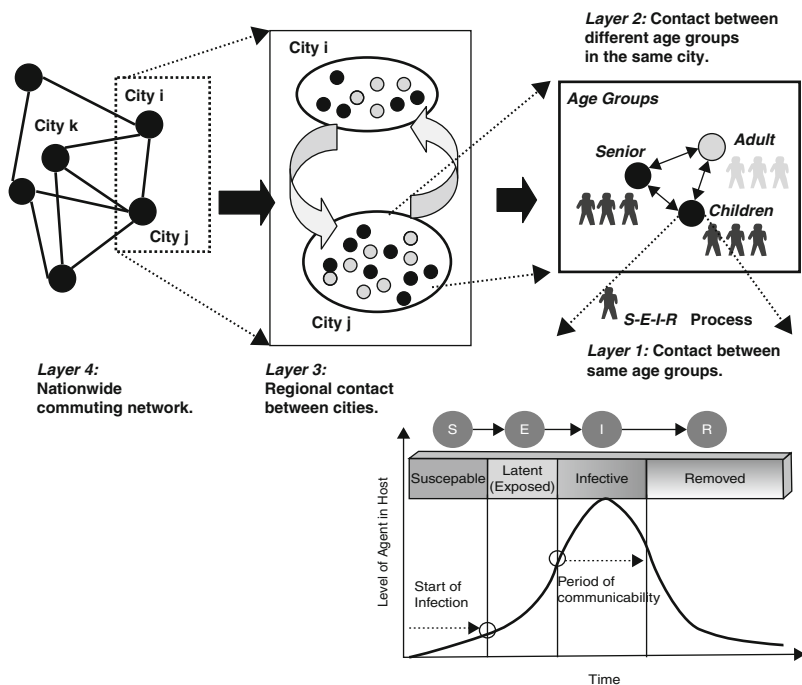 City i
City k
City j
Layer 4:
Nationwide
commuting network.
City i
City j
Layer 3:
Regional contact
between cities.
Layer 2: Contact between
different age groups
in the same city.
Age Groups
Senior
Adult
Children
S-E-I-R Process
Layer 1: Contact between
same age groups.
S
E
I
R
Suscepable
Latent
(Exposed)
Infective
Removed
Level of Agent in Host
Start of
Infection
Period of
communicability
Time